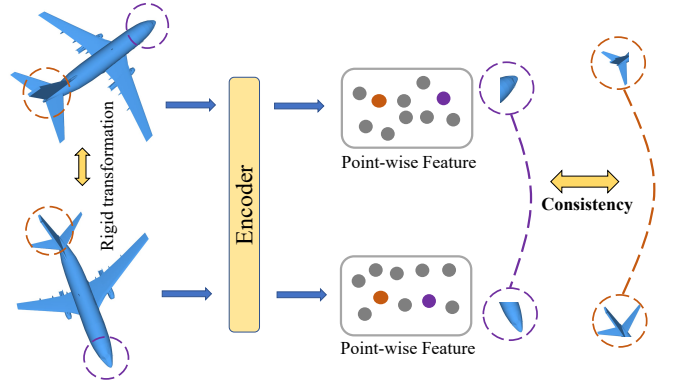 Rigid transformation
Encoder
Point-wise Feature
Consistency
Point-wise Feature